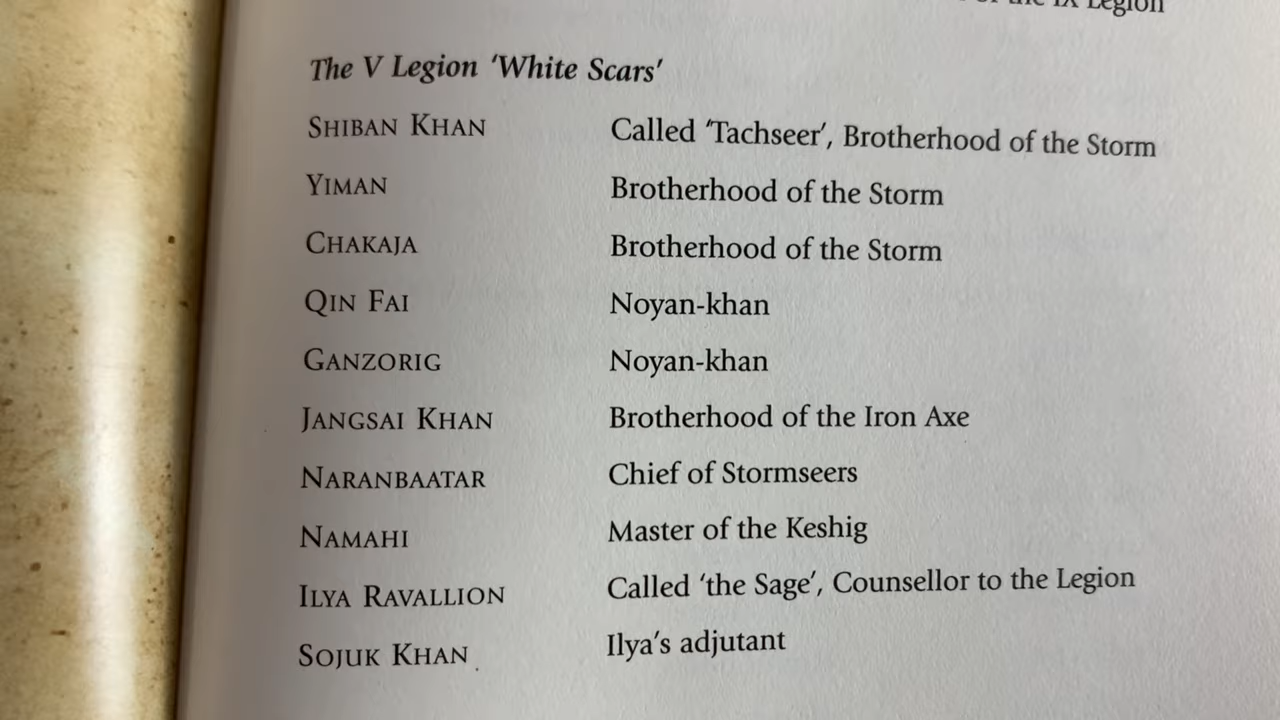 the IX Legion
The V Legion ‘White Scars’
SHIBAN KHAN Called ‘Tachseer’, Brotherhood of the Storm
YIMAN Brotherhood of the Storm
CHAKAJA Brotherhood of the Storm
QIN FAI Noyan-khan
GANZORIG Noyan-khan
JANGSAI KHAN Brotherhood of the Iron Axe
NARANBAATAR Chief of Stormseers
NAMAHI Master of the Keshig
ILYA RAVALLION Called ‘the Sage’, Counsellor to the Legion
SOJUK KHAN Ilya’s adjutant